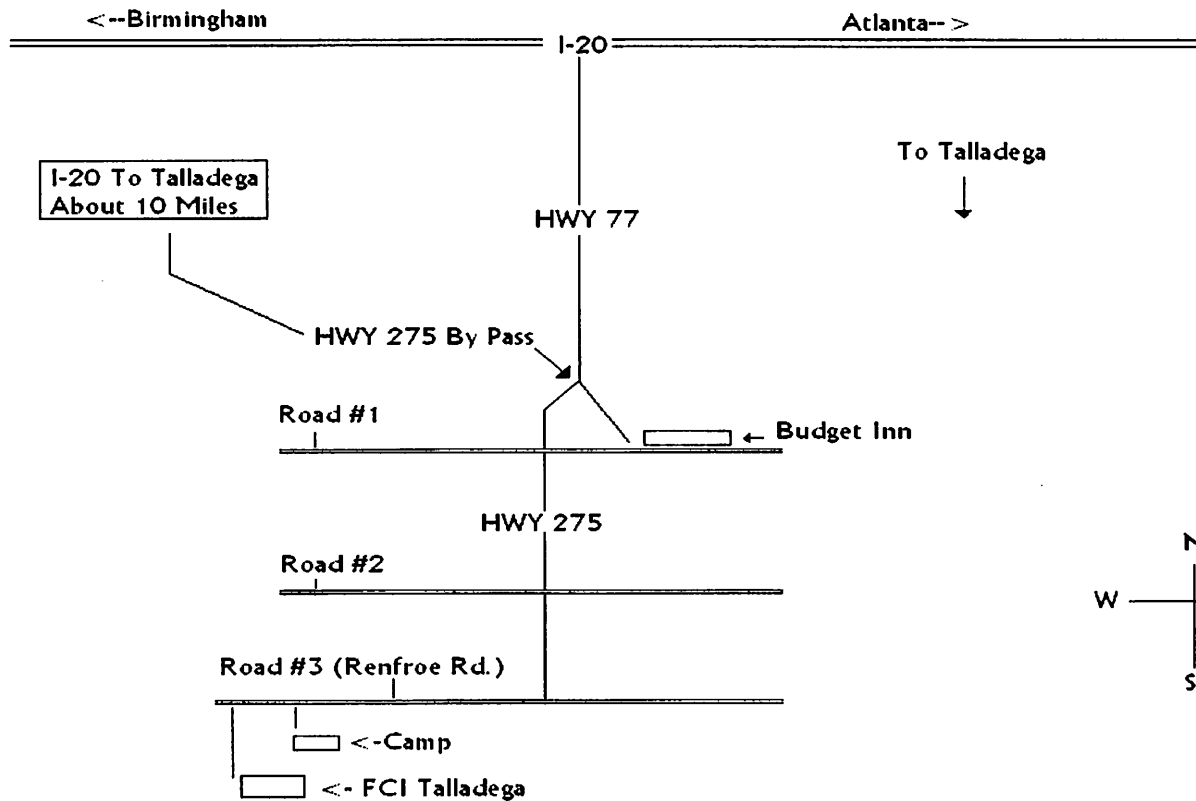 <--Birmingham
Atlanta-->
I-20
I-20 To Talladega
About 10 Miles
To Talladega
HWY 77
HWY 275 By Pass
Road #1
Budget Inn
HWY 275
Road #2
N
W
S
Road #3 (Renfroe Rd.)
<-Camp
<- FCI Talladega